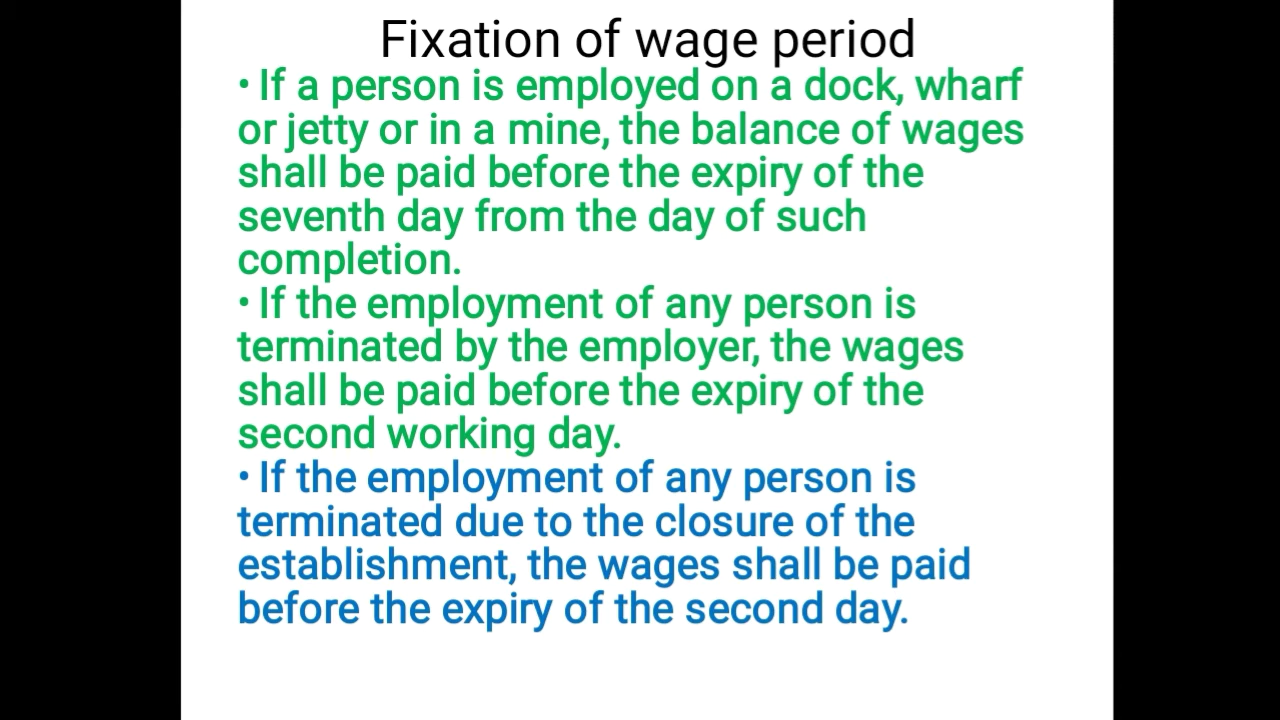 Fixation of wage period
• If a person is employed on a dock, wharf
or jetty or in a mine, the balance of wages
shall be paid before the expiry of the
seventh day from the day of such
completion.
• If the employment of any person is
terminated by the employer, the wages
shall be paid before the expiry of the
second working day.
• If the employment of any person is
terminated due to the closure of the
establishment, the wages shall be paid
before the expiry of the second day.